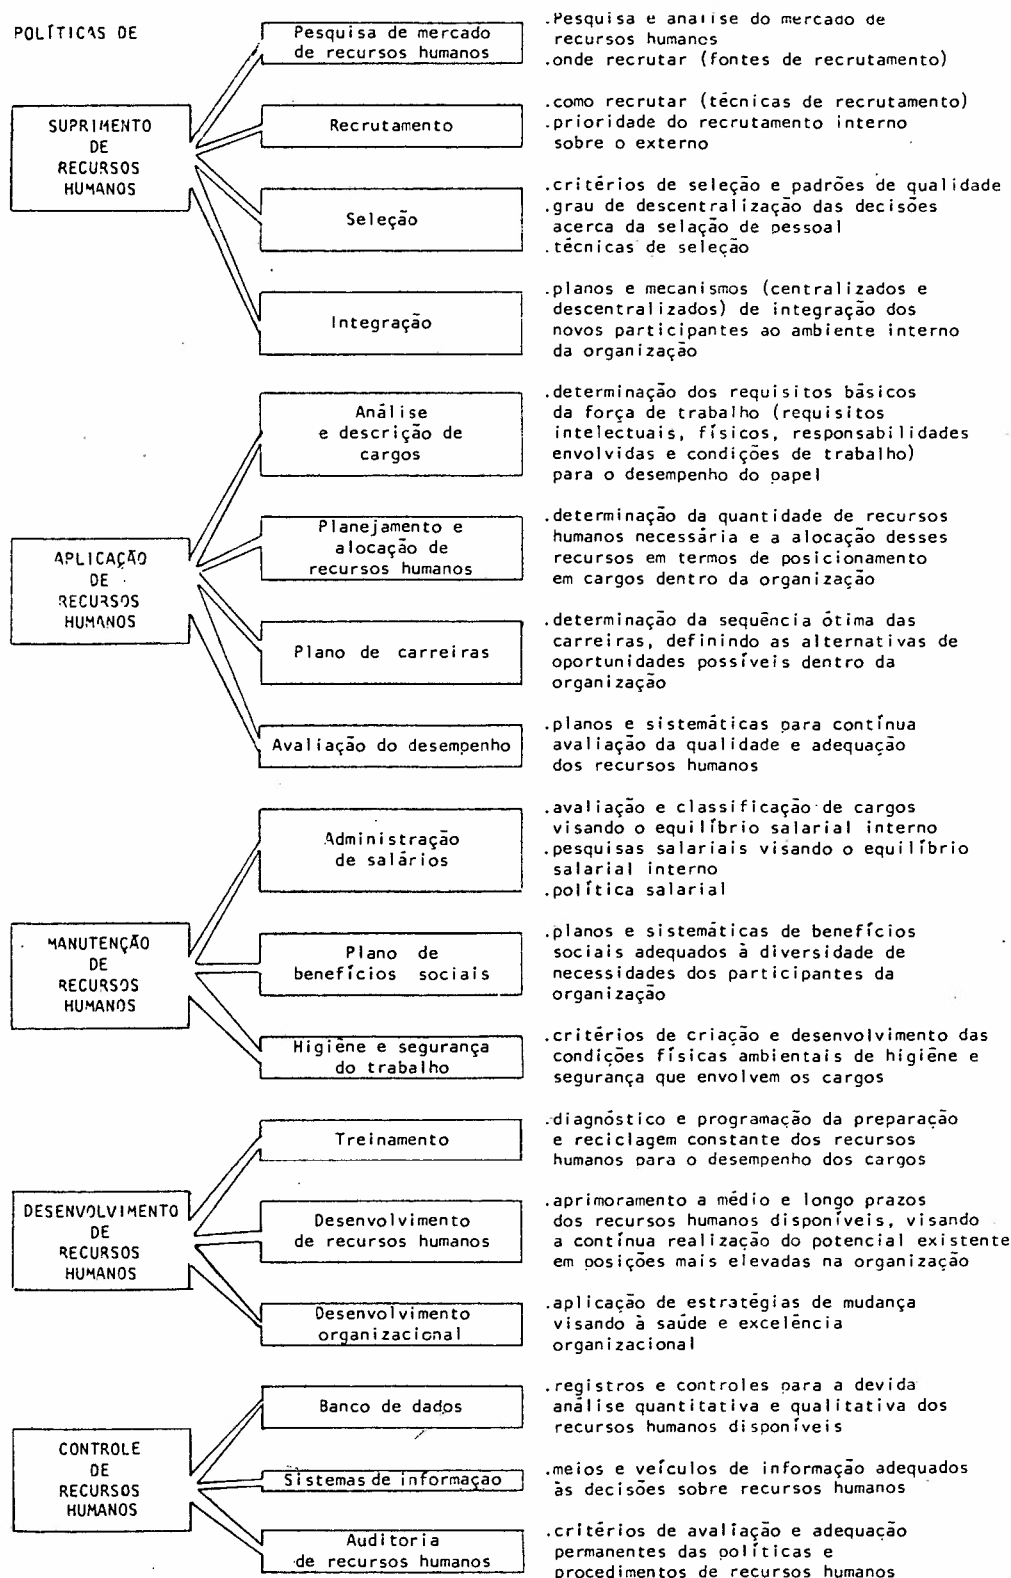 POLÍTICAS DE
SUPRIMENTO
DE
RECURSOS
HUMANOS
Pesquisa de mercado
de recursos humanos
.Pesquisa e analise do mercado de
recursos humanos
.onde recrutar (fontes de recrutamento)
Recrutamento
.como recrutar (técnicas de recrutamento)
.prioridade do recrutamento interno
sobre o externo
Seleção
.critérios de seleção e padrões de qualidade
.grau de descentralização das decisões
acerca da selação de pessoal
.técnicas de seleção
Integração
.planos e mecanismos (centralizados e
descentralizados) de integração dos
novos participantes ao ambiente interno
da organização
APLICAÇÃO
DE
RECURSOS
HUMANOS
Análise
e descrição de
cargos
.determinação dos requisitos básicos
da força de trabalho (requisitos
intelectuais, físicos, responsabilidades
envolvidas e condições de trabalho)
para o desempenho do papel
Planejamento e
alocação de
recursos humanos
.determinação da quantidade de recursos
humanos necessária e a alocação desses
recursos em termos de posicionamento
em cargos dentro da organização
Plano de carreiras
.determinação da sequência ótima das
carreiras, definindo as alternativas de
oportunidades possíveis dentro da
organização
Avaliação do desempenho
.planos e sistemáticas para contínua
avaliação da qualidade e adequação
dos recursos humanos
MANUTENÇÃO
DE
RECURSOS
HUMANOS
Administração
de salários
.avaliação e classificação de cargos
visando o equilíbrio salarial interno
.pesquisas salariais visando o equilíbrio
salarial interno
.política salarial
Plano de
benefícios sociais
.planos e sistemáticas de benefícios
sociais adequados à diversidade de
necessidades dos participantes da
organização
Higiêne e segurança
do trabalho
.critérios de criação e desenvolvimento das
condições físicas ambientais de higiêne e
segurança que envolvem os cargos
DESENVOLVIMENTO
DE
RECURSOS
HUMANOS
Treinamento
.diagnóstico e programação da preparação
e reciclagem constante dos recursos
humanos para o desempenho dos cargos
Desenvolvimento
de recursos humanos
.aprimoramento a médio e longo prazos
dos recursos humanos disponíveis, visando
a contínua realização do potencial existente
em posições mais elevadas na organização
Desenvolvimento
organizacional
.aplicação de estratégias de mudança
visando à saúde e excelência
organizacional
CONTROLE
DE
RECURSOS
HUMANOS
Banco de dados
.registros e controles para a devida
análise quantitativa e qualitativa dos
recursos humanos disponíveis
Sistemas de informação
.meios e veículos de informação adequados
às decisões sobre recursos humanos
Auditoria
de recursos humanos
.critérios de avaliação e adequação
permanentes das políticas e
procedimentos de recursos humanos